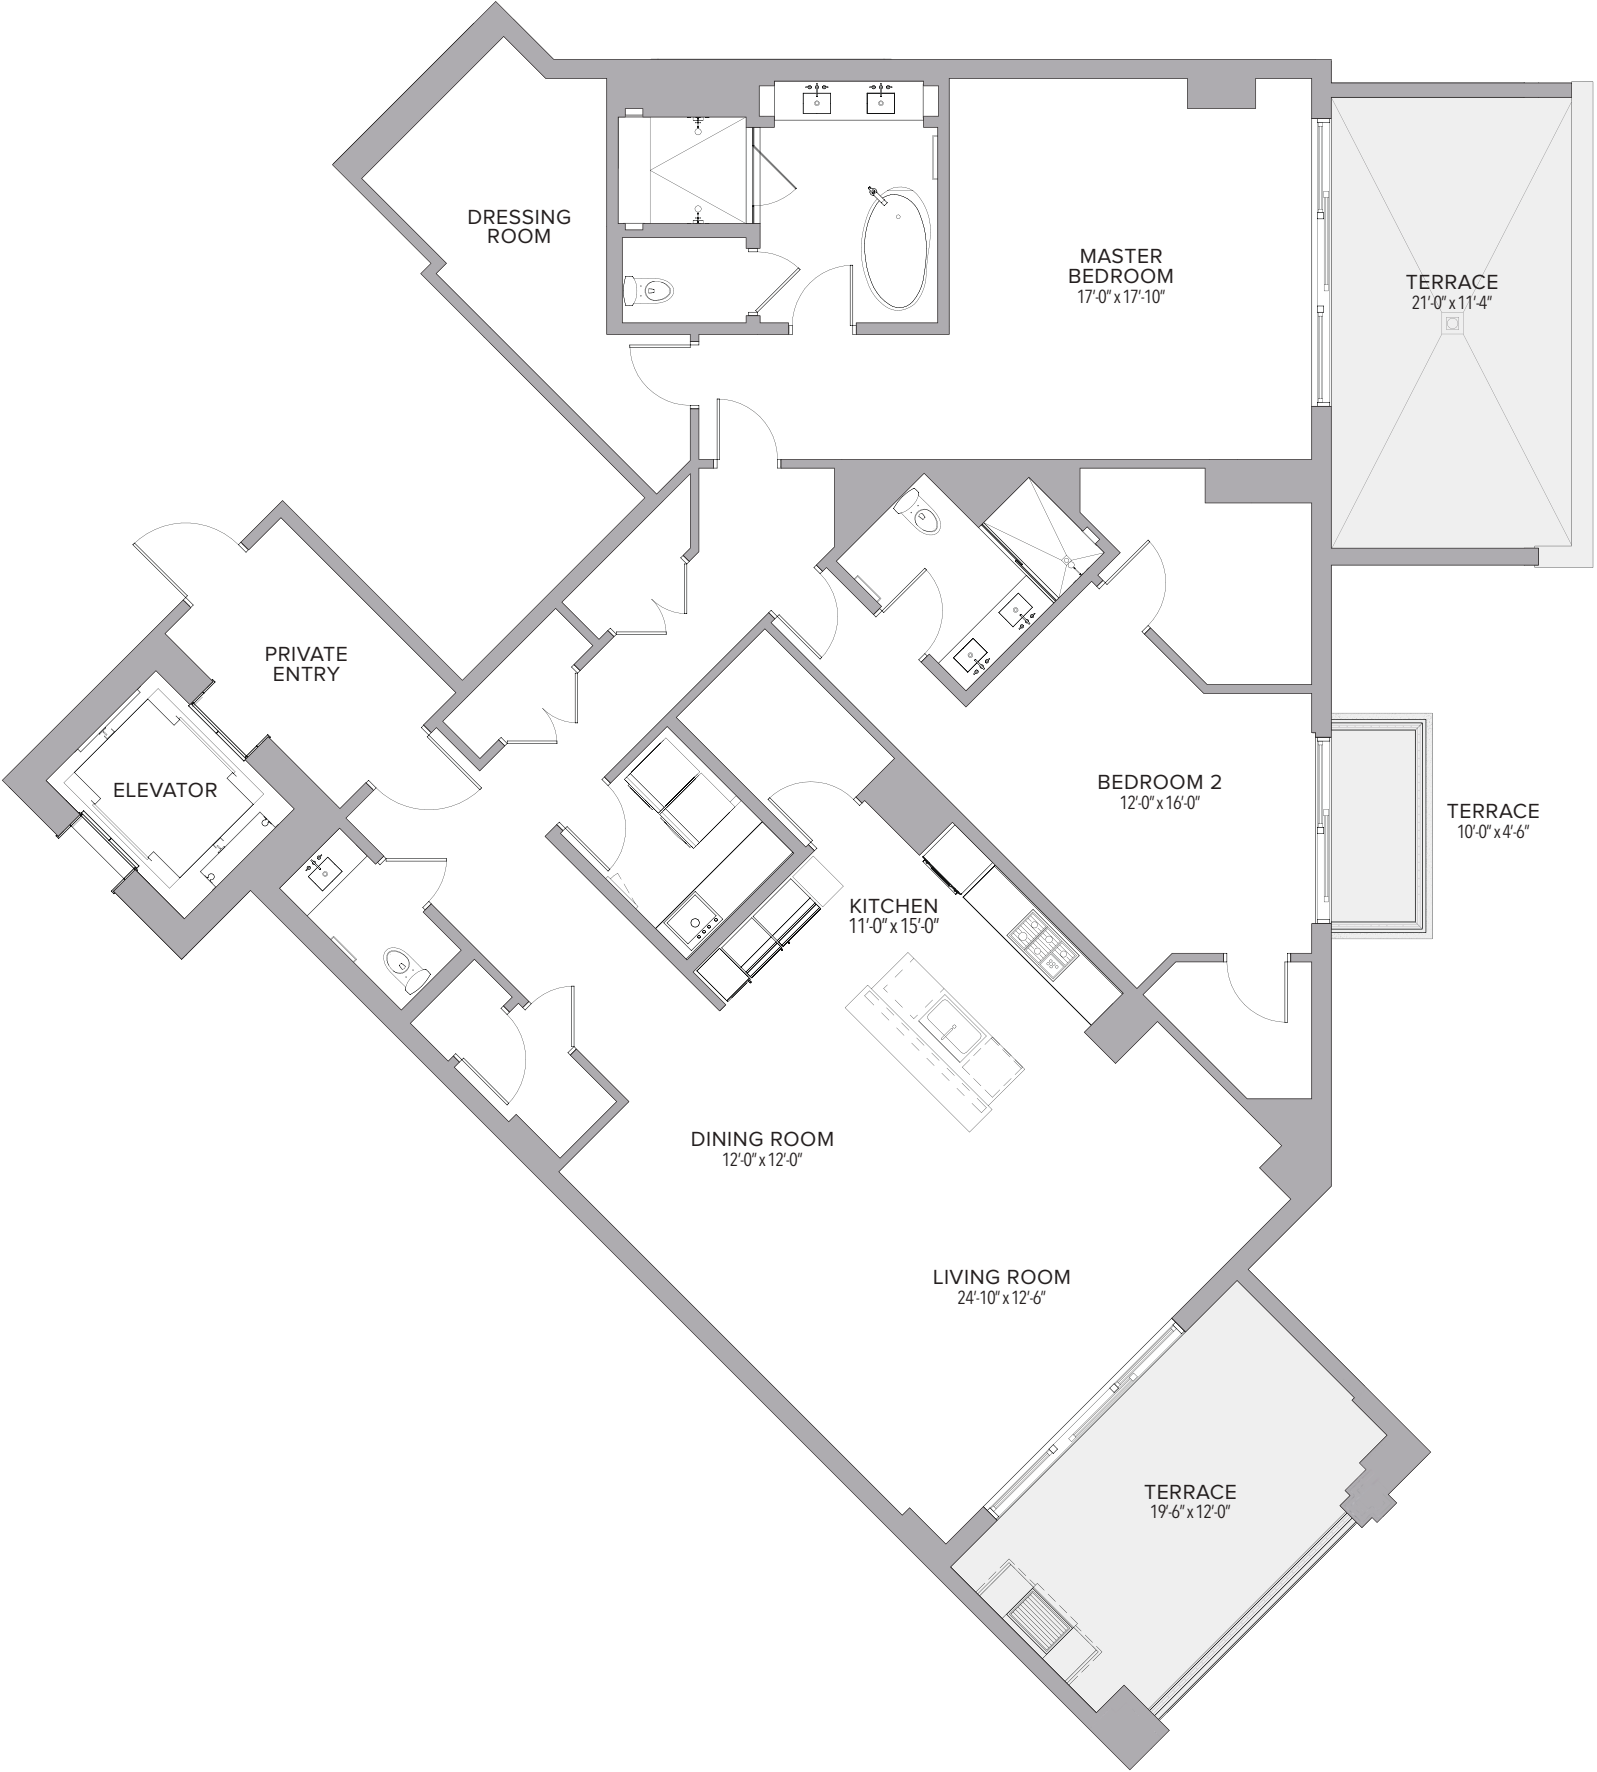 DRESSING
ROOM
MASTER
BEDROOM
17'-0" x 17'-10"
TERRACE
21'-0" x 11'-4"
PRIVATE
ENTRY
ELEVATOR
BEDROOM 2
12'-0" x 16'-0"
TERRACE
10'-0" x 4'-6"
KITCHEN
11'-0" x 15'-0"
DINING ROOM
12'-0" x 12'-0"
LIVING ROOM
24'-10" x 12'-6"
TERRACE
19'-6" x 12'-0"